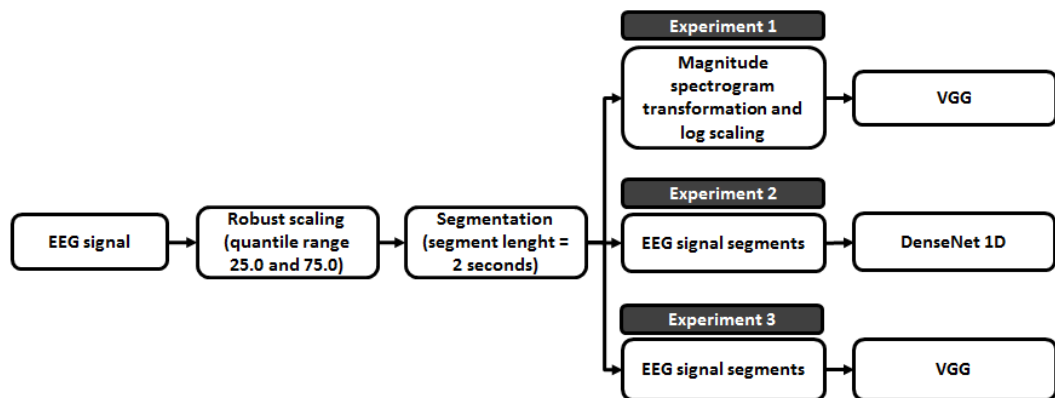 EEG signal
Robust scaling
(quantile range
25.0 and 75.0)
Segmentation
(segment lenght =
2 seconds)
Experiment 1
Magnitude
spectrogram
transformation and
log scaling
VGG
Experiment 2
EEG signal segments
DenseNet 1D
Experiment 3
EEG signal segments
VGG